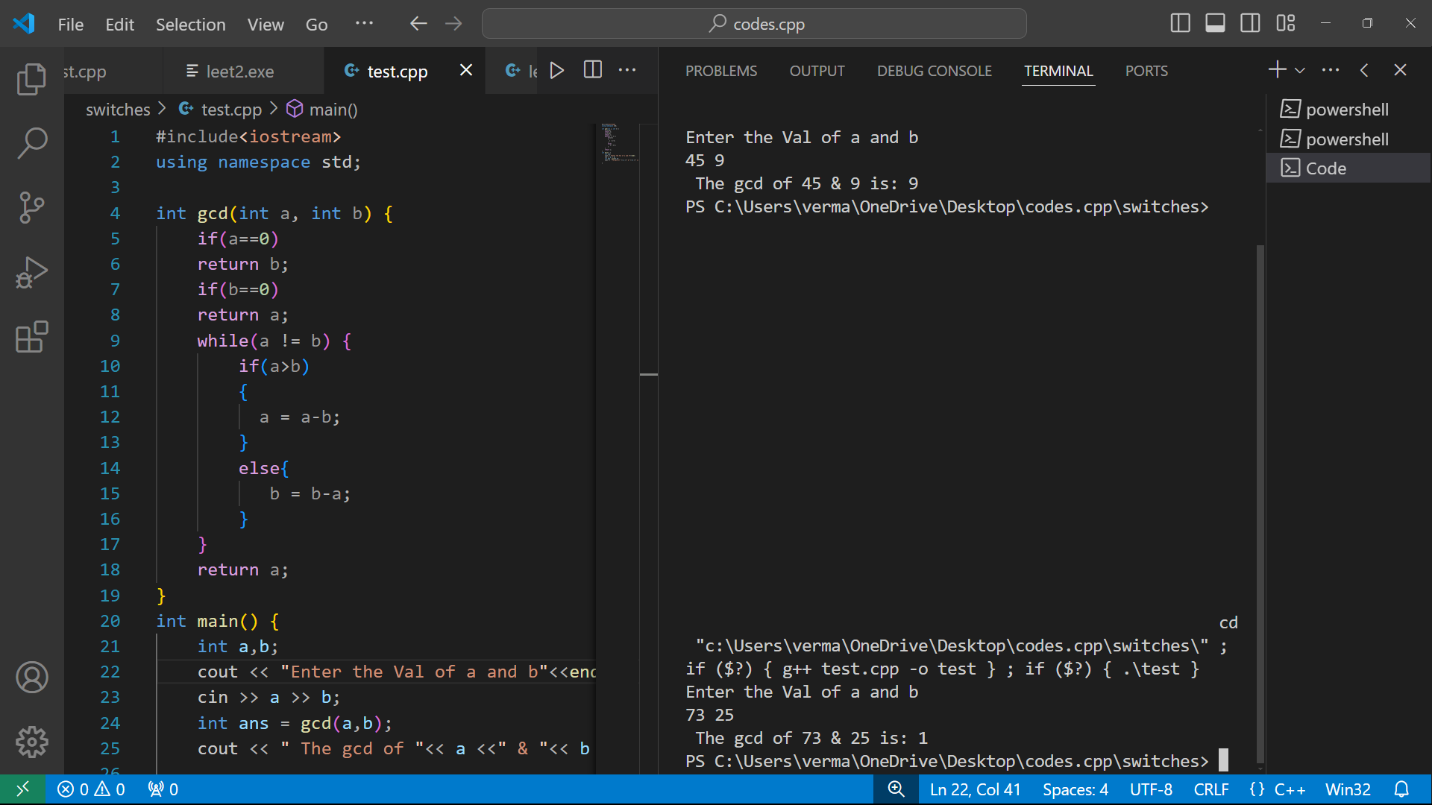 File Edit Selection View Go ··· codes.cpp
st.cpp leet2.exe test.cpp le
switches > test.cpp > main()
1 #include<iostream>
2 using namespace std;
3
4 int gcd(int a, int b) {
5 if(a==0)
6 return b;
7 if(b==0)
8 return a;
9 while(a != b) {
10 if(a>b)
11 {
12 a = a-b;
13 }
14 else{
15 b = b-a;
16 }
17 }
18 return a;
19 }
20 int main() {
21 int a,b;
22 cout << "Enter the Val of a and b"<<end
23 cin >> a >> b;
24 int ans = gcd(a,b);
25 cout << " The gcd of "<< a <<" & "<< b
26
PROBLEMS OUTPUT DEBUG CONSOLE TERMINAL PORTS
Enter the Val of a and b
45 9
The gcd of 45 & 9 is: 9
PS C:\Users\verma\OneDrive\Desktop\codes.cpp\switches>
cd
"c:\Users\verma\OneDrive\Desktop\codes.cpp\switches\" ;
if ($?) { g++ test.cpp -o test } ; if ($?) { .\test }
Enter the Val of a and b
73 25
The gcd of 73 & 25 is: 1
PS C:\Users\verma\OneDrive\Desktop\codes.cpp\switches>
powershell
powershell
Code
0 0 0 Ln 22, Col 41 Spaces: 4 UTF-8 CRLF {} C++ Win32